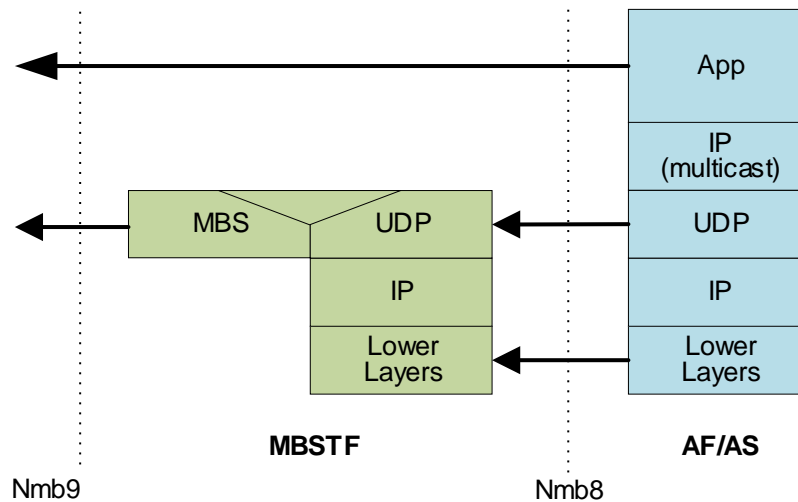 App
IP
(multicast)
MBS
UDP
UDP
IP
IP
Lower
Layers
Lower
Layers
MBSTF
AF/AS
Nmb9
Nmb8